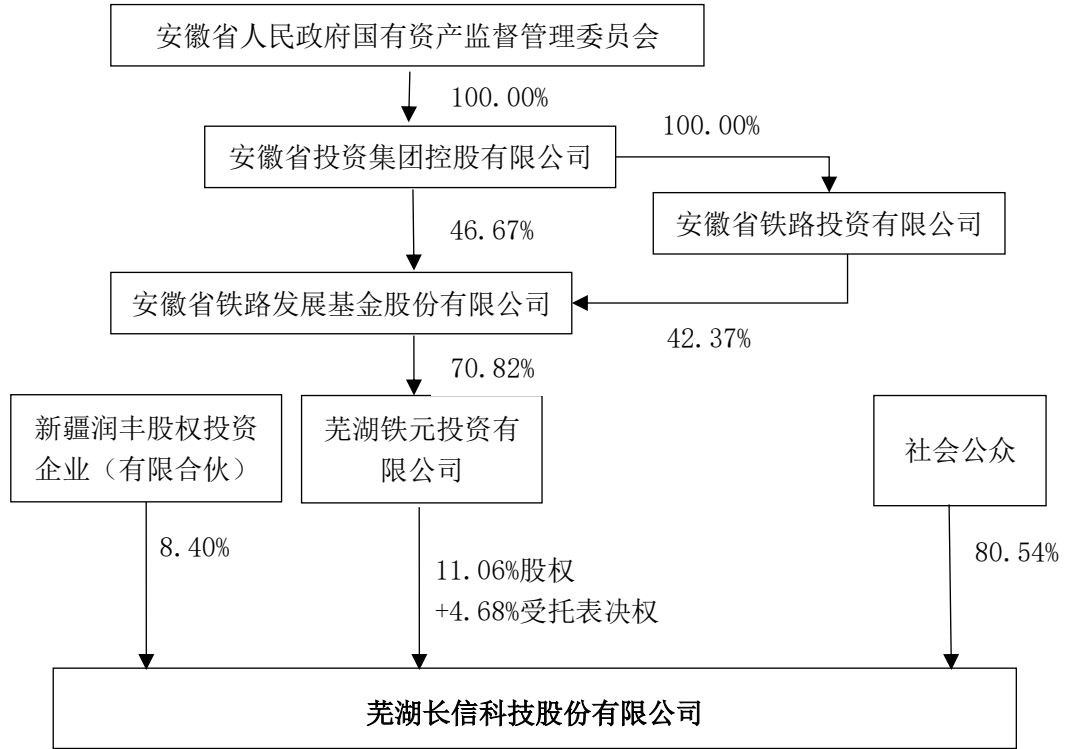 安徽省人民政府国有资产监督管理委员会
100.00%
100.00%
安徽省投资集团控股有限公司
安徽省铁路投资有限公司
46.67%
安徽省铁路发展基金股份有限公司
42.37%
70.82%
新疆润丰股权投资
企业（有限合伙）
芜湖铁元投资有
限公司
社会公众
8.40%
11.06%股权
+4.68%受托表决权
80.54%
芜湖长信科技股份有限公司